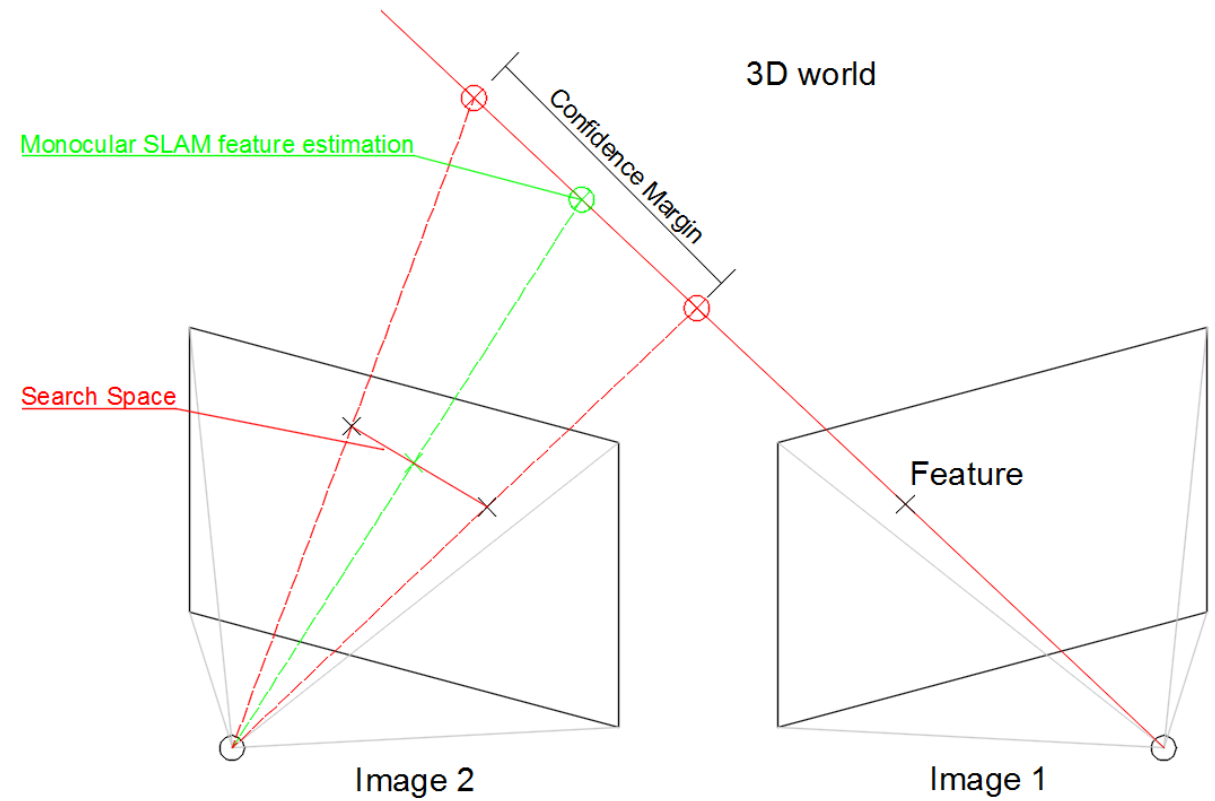 3D world
Confidence Margin
Monocular SLAM feature estimation
Search Space
Feature
Image 2
Image 1